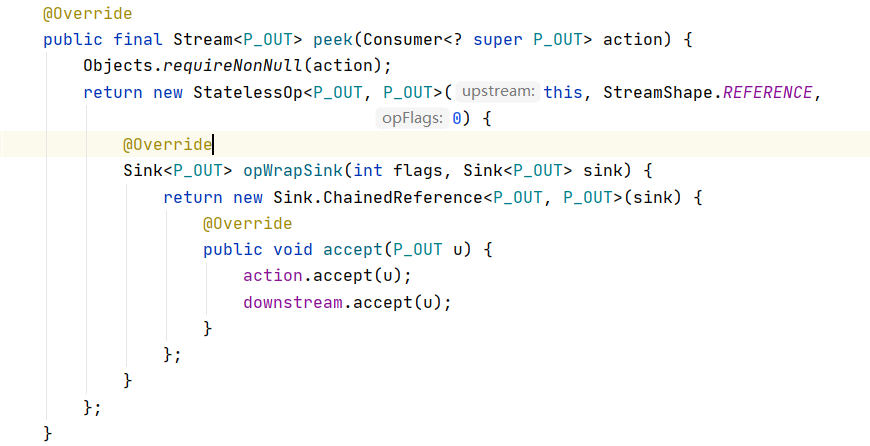 @Override
public final Stream<P_OUT> peek(Consumer<? super P_OUT> action) {
    Objects.requireNonNull(action);
    return new StatelessOp<P_OUT, P_OUT>( upstream: this, StreamShape.REFERENCE,
                                 opFlags: 0) {
        @Override
        Sink<P_OUT> opWrapSink(int flags, Sink<P_OUT> sink) {
            return new Sink.ChainedReference<P_OUT, P_OUT>(sink) {
                @Override
                public void accept(P_OUT u) {
                    action.accept(u);
                    downstream.accept(u);
                }
            };
        }
    };
}